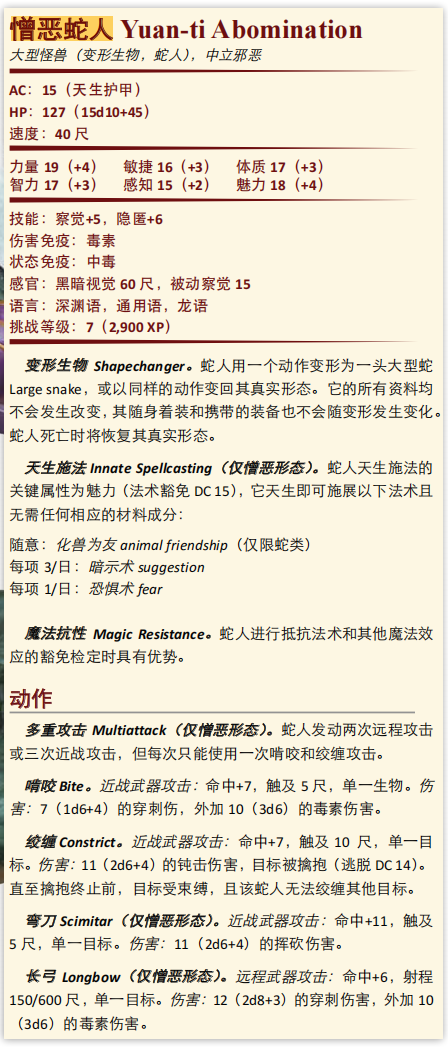 憎恶蛇人 Yuan-ti Abomination
大型怪兽（变形生物，蛇人），中立邪恶
AC：15（天生护甲）
HP：127（15d10+45）
速度：40 尺
力量 19（+4） 敏捷 16（+3） 体质 17（+3）
智力 17（+3） 感知 15（+2） 魅力 18（+4）
技能：察觉+5，隐匿+6
伤害免疫：毒素
状态免疫：中毒
感官：黑暗视觉 60 尺，被动察觉 15
语言：深渊语，通用语，龙语
挑战等级：7（2,900 XP）
变形生物 Shapechanger。蛇人用一个动作变形为一头大型蛇
Large snake，或以同样的动作变回其真实形态。它的所有资料均
不会发生改变，其随身着装和携带的装备也不会随变形发生变化。
蛇人死亡时将恢复其真实形态。
天生施法 Innate Spellcasting（仅憎恶形态）。蛇人天生施法的
关键属性为魅力（法术豁免 DC 15），它天生即可施展以下法术且
无需任何相应的材料成分：
随意：化兽为友 animal friendship（仅限蛇类）
每项 3/日：暗示术 suggestion
每项 1/日：恐惧术 fear
魔法抗性 Magic Resistance。蛇人进行抵抗法术和其他魔法效
应的豁免检定时具有优势。
动作
多重攻击 Multiattack（仅憎恶形态）。蛇人发动两次远程攻击
或三次近战攻击，但每次只能使用一次啃咬和绞缠攻击。
啃咬 Bite。近战武器攻击：命中+7，触及 5 尺，单一生物。伤
害：7（1d6+4）的穿刺伤，外加 10（3d6）的毒素伤害。
绞缠 Constrict。近战武器攻击：命中+7，触及 10 尺，单一目
标。伤害：11（2d6+4）的钝击伤害，目标被擒抱（逃脱 DC 14）。
直至擒抱终止前，目标受束缚，且该蛇人无法绞缠其他目标。
弯刀 Scimitar（仅憎恶形态）。近战武器攻击：命中+11，触及
5 尺，单一目标。伤害：11（2d6+4）的挥砍伤害。
长弓 Longbow（仅憎恶形态）。远程武器攻击：命中+6，射程
150/600 尺，单一目标。伤害：12（2d8+3）的穿刺伤害，外加 10
（3d6）的毒素伤害。